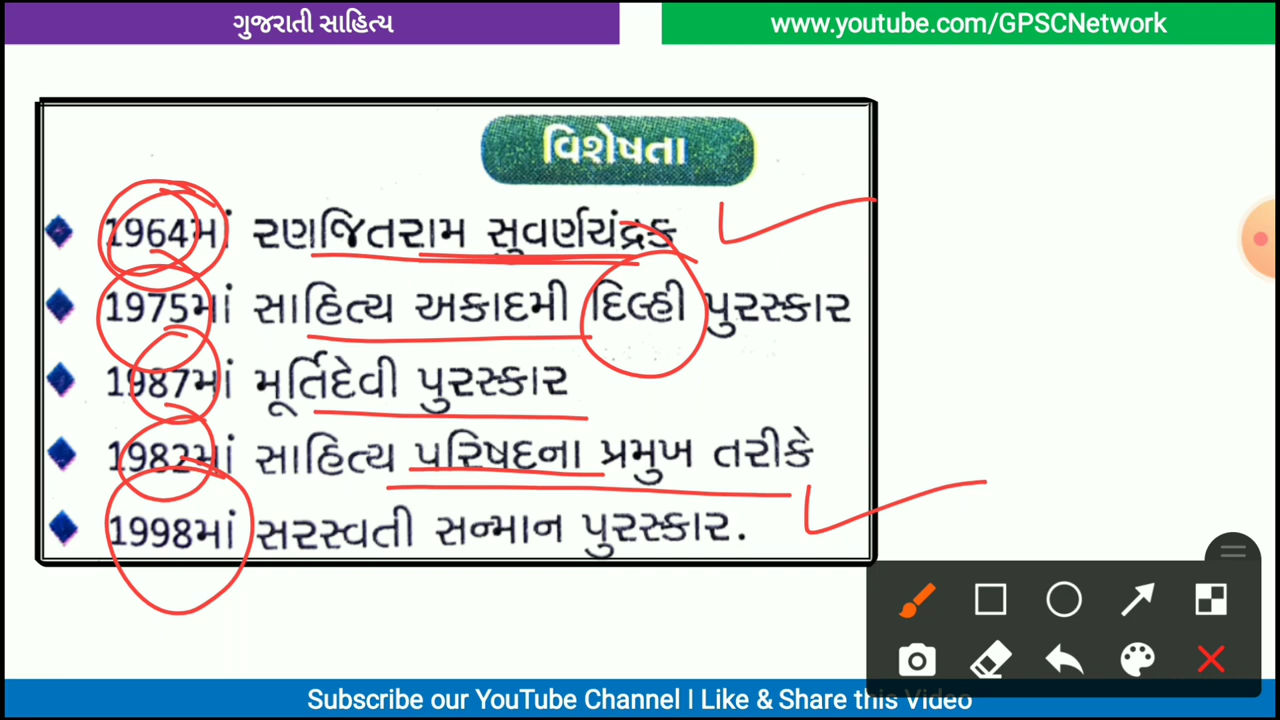 ગુજરાતી સાહિત્ય
www.youtube.com/GPSCNetwork
વિશેષતા
1964માં રણજિતરામ સુવર્ણચંદ્રક
1975માં સાહિત્ય અકાદમી દિલ્હી પુરસ્કાર
1987માં મૂર્તિદેવી પુરસ્કાર
1982માં સાહિત્ય પરિષદના પ્રમુખ તરીકે
1998માં સરસ્વતી સન્માન પુરસ્કાર.
Subscribe our YouTube Channel I Like & Share this Video